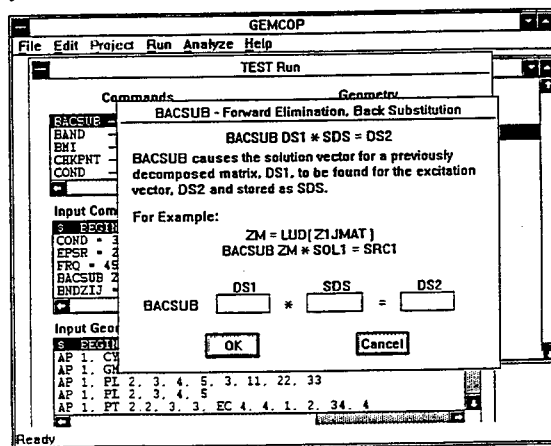 GEMCOP
File Edit Project Run Analyze Help
TEST Run
Commands Geometry
BACSUB
BAND
BMI
CHKPNT
COND
BACSUB - Forward Elimination, Back Substitution
BACSUB DS1 * SDS = DS2
BACSUB causes the solution vector for a previously
decomposed matrix, DS1, to be found for the excitation
vector, DS2 and stored as SDS.
For Example:
ZM = LUD[Z1JMAT]
BACSUB ZM * SOL1 = SRC1
DS1 SDS DS2
BACSUB * =
OK Cancel
Input Com
S BEGIN
COND = 3
EPSR = 2
FRQ = 45
BACSUB Z
BNDZIJ =
Input Geor
S BEGIN
AP 1. CY
AP 1. GM
AP 1. PL 2. 3. 4. 5. 3. 11. 22. 33
AP 1. PL 2. 3. 4. 5
AP 1. PT 2.2. 3. 3. EC 4. 4. 1. 2. 34. 4
Ready